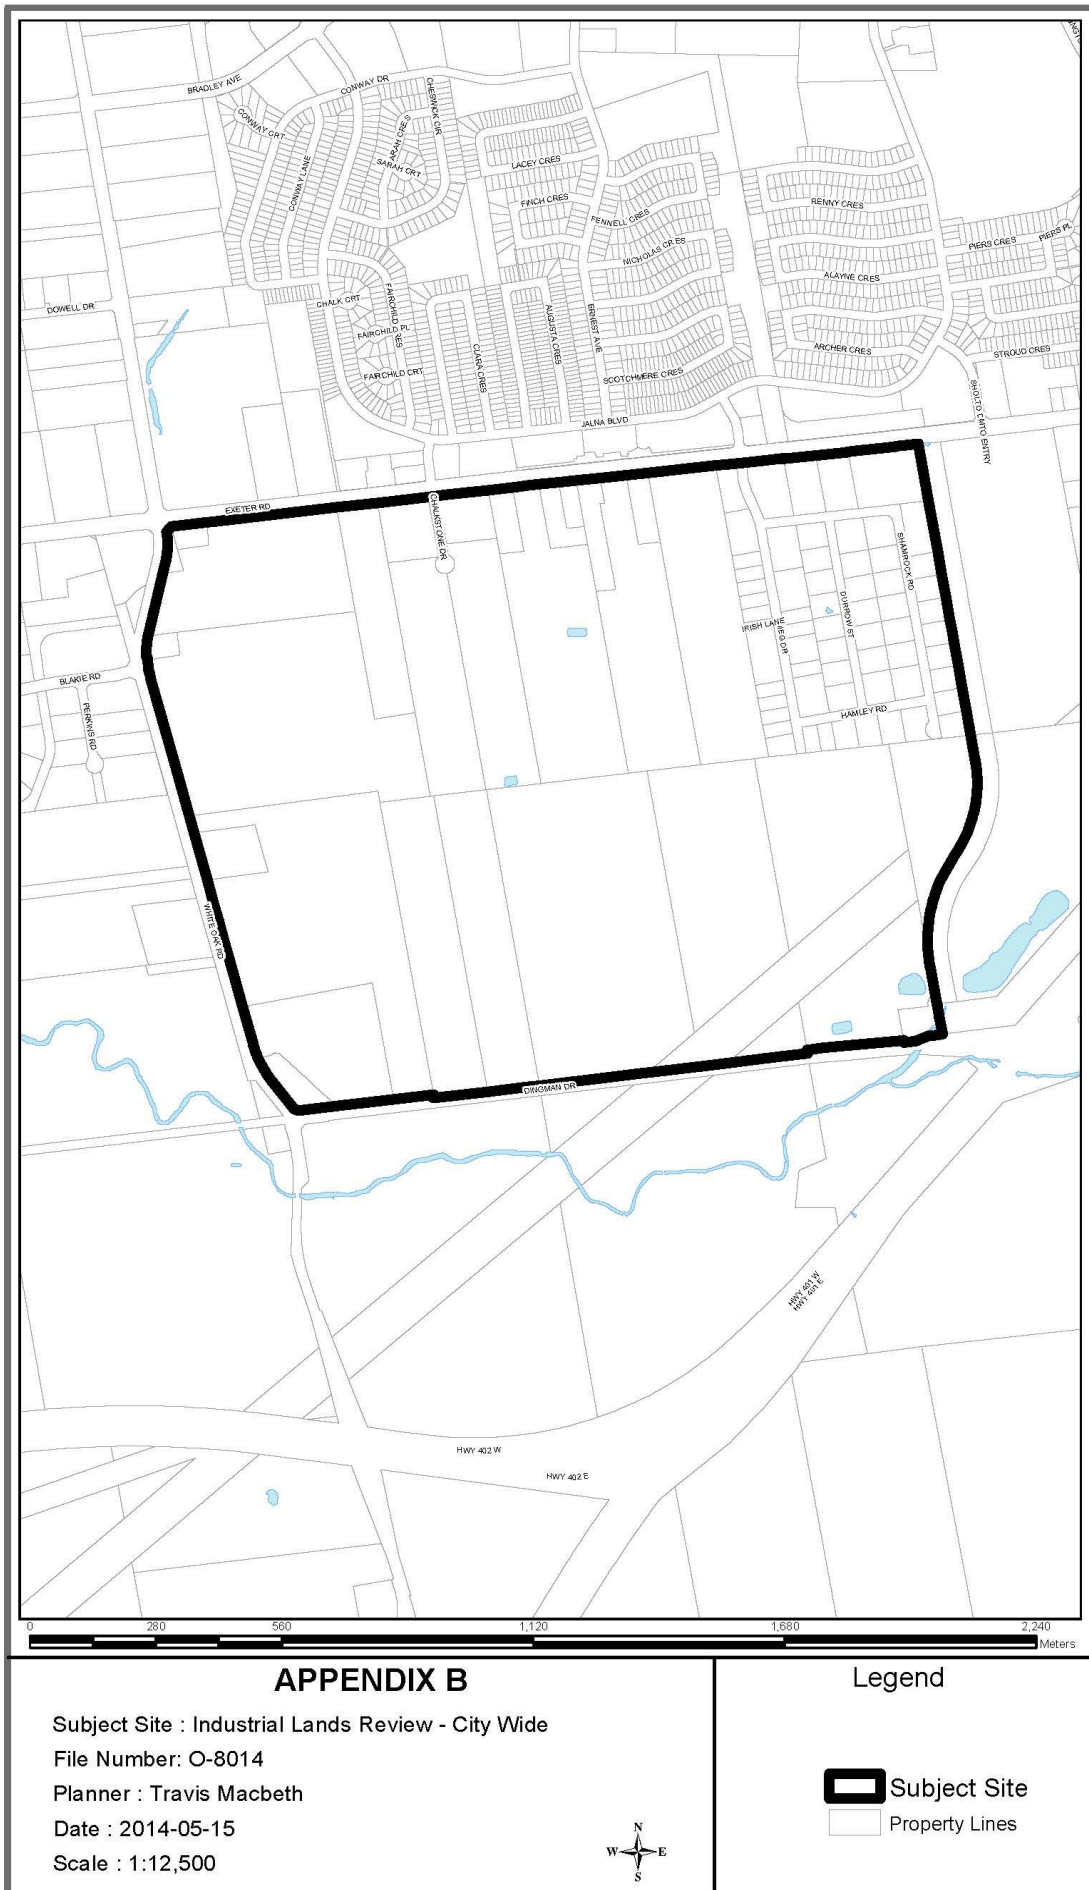 BRADLEY AVE
CONWAY DR
CHESWICK CIR
CONWAY CRT
ARAH CRES
SARAH CRT
CONWAY LANE
LACEY CRES
FINCH CRES
FENNELL CRES
NICHOLAS CRES
RENNY CRES
PIERS CRES
PIERS PL
ALAYNE CRES
DOWELL DR
CHALK CRT
FAIRCHILD CRES
FAIRCHILD PL
FAIRCHILD CRT
CLARA CRES
AUGUSTA CRES
ERNEST AVE
SCOTCHMERE CRES
ARCHER CRES
STROUD CRES
JALNA BLVD
ENTRY
EXETER RD
CHALKSTONE DR
SHAMROCK RD
DURROW ST
IRISH LANE
HAMLEY RD
BLAKIE RD
PERKINS RD
WHITE OAK RD
DINGMAN DR
HWY 401 W
HWY 401 E
HWY 402 W
HWY 402 E
0 280 560 1,120 1,680 2,240
Meters
APPENDIX B
Subject Site : Industrial Lands Review - City Wide
File Number: O-8014
Planner : Travis Macbeth
Date : 2014-05-15
Scale : 1:12,500
N
W E
S
Legend
Subject Site
Property Lines